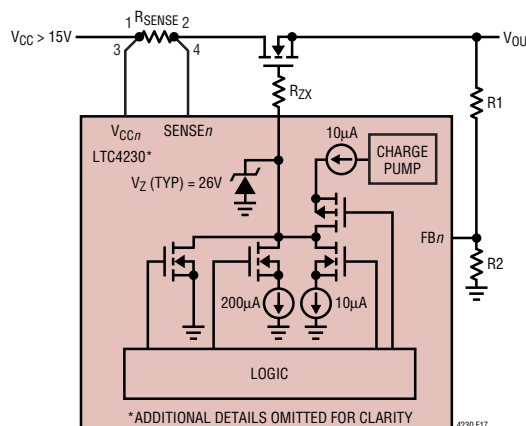 VCC > 15V
1 RSENSE 2
3 4
VOU
RZX
R1
VCCn SENSEn
LTC4230*
VZ (TYP) = 26V
10µA
CHARGE
PUMP
FBn
R2
200µA 10µA
LOGIC
*ADDITIONAL DETAILS OMITTED FOR CLARITY
4230 F17